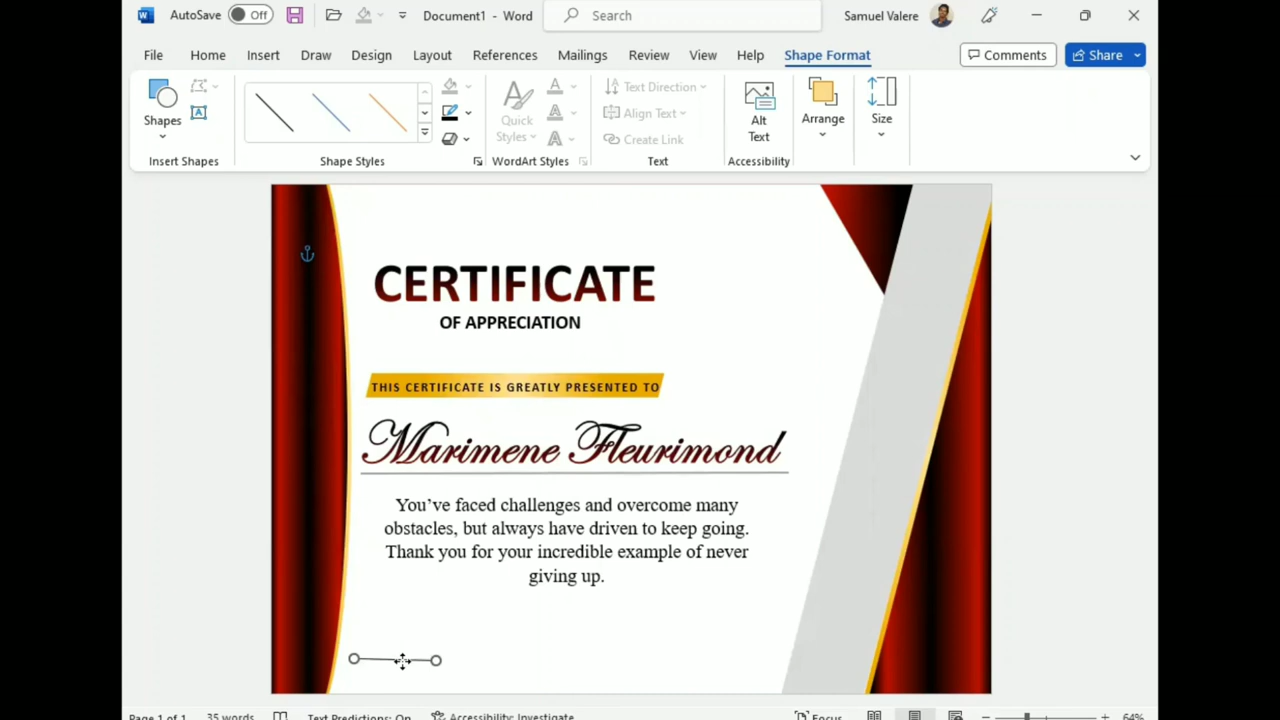 AutoSave Off Document1 - Word Search Samuel Valere
File Home Insert Draw Design Layout References Mailings Review View Help Shape Format Comments Share
Shapes
Insert Shapes
Shape Styles
Quick
Styles
WordArt Styles
Text Direction
Align Text
Create Link
Text
Alt
Text
Accessibility
Arrange
Size
CERTIFICATE
OF APPRECIATION
THIS CERTIFICATE IS GREATLY PRESENTED TO
Marimene Fleurimond
You’ve faced challenges and overcome many
obstacles, but always have driven to keep going.
Thank you for your incredible example of never
giving up.
Page 1 of 1 35 words Text Predictions: On Accessibility: Investigate Focus 64%